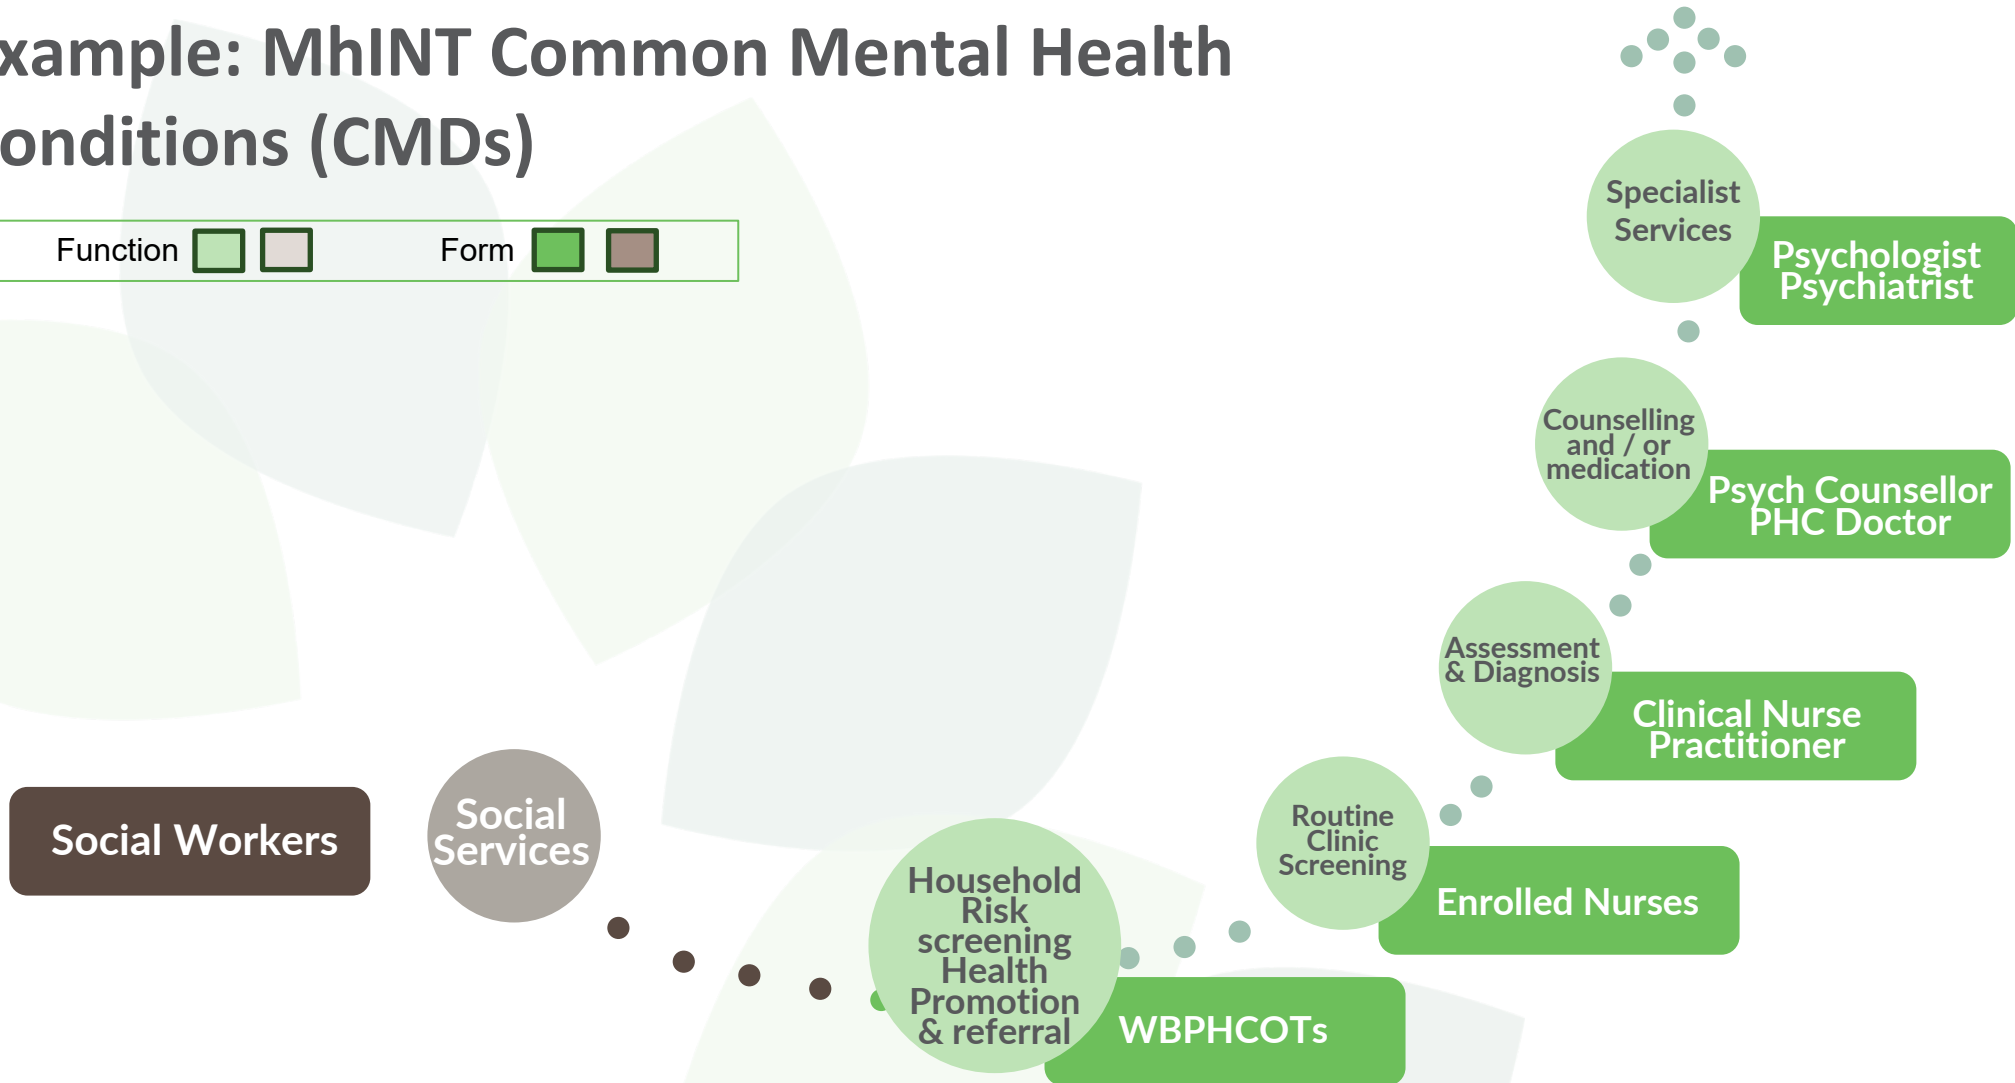 xample: MhINT Common Mental Health
onditions (CMDs)
Function
Form
Specialist
Services
Psychologist
Psychiatrist
Counselling
and / or
medication
Psych Counsellor
PHC Doctor
Assessment
& Diagnosis
Clinical Nurse
Practitioner
Routine
Clinic
Screening
Enrolled Nurses
Social Workers
Social
Services
Household
Risk
screening
Health
Promotion
& referral
WBPHCOTs